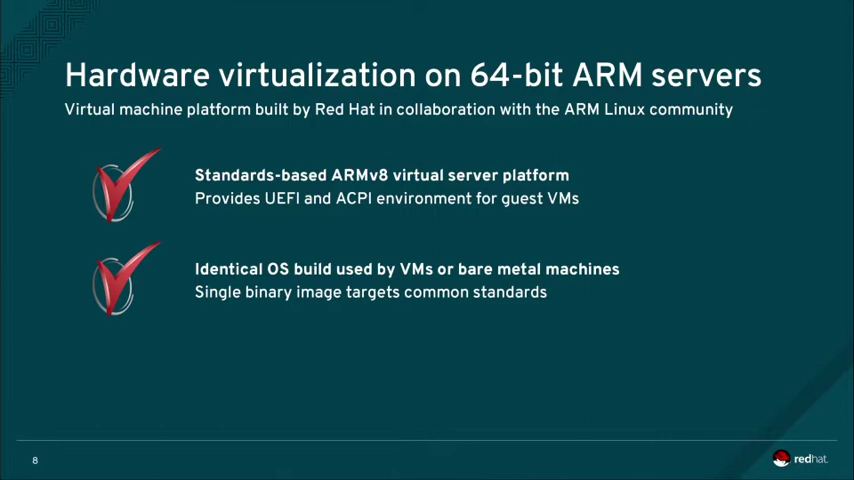 Hardware virtualization on 64-bit ARM servers
Virtual machine platform built by Red Hat in collaboration with the ARM Linux community
Standards-based ARMv8 virtual server platform
Provides UEFI and ACPI environment for guest VMs
Identical OS build used by VMs or bare metal machines
Single binary image targets common standards
8
redhat.